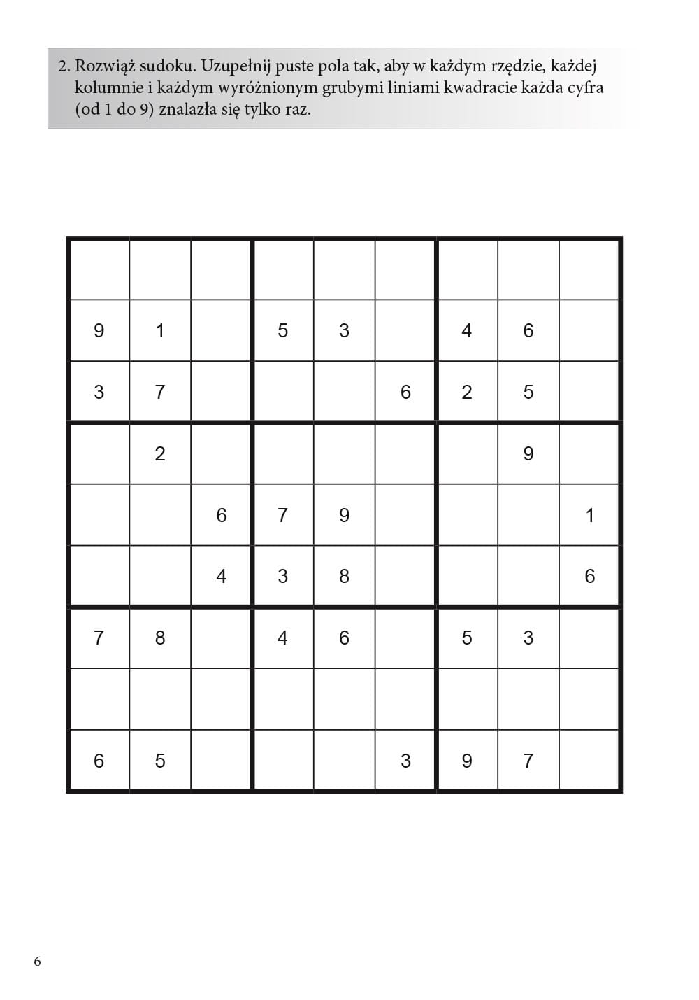 2. Rozwiąż sudoku. Uzupełnij puste pola tak, aby w każdym rzędzie, każdej
kolumnie i każdym wyróżnionym grubymi liniami kwadracie każda cyfra
(od 1 do 9) znalazła się tylko raz.
9 1 5 3 4 6
3 7 6 2 5
2 9
6 7 9 1
4 3 8 6
7 8 4 6 5 3
6 5 3 9 7
6